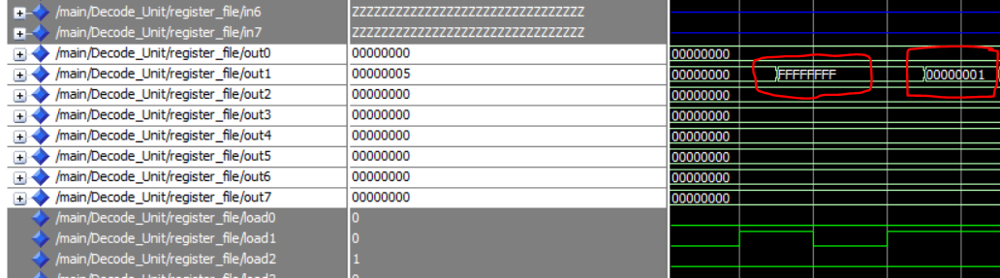 /main/Decode_Unit/register_file/in6 ZZZZZZZZZZZZZZZZZZZZZZZZZZZZZZZZ
/main/Decode_Unit/register_file/in7 ZZZZZZZZZZZZZZZZZZZZZZZZZZZZZZZZ
/main/Decode_Unit/register_file/out0 00000000 00000000
/main/Decode_Unit/register_file/out1 00000005 00000000 FFFFFFFF 00000001
/main/Decode_Unit/register_file/out2 00000000 00000000
/main/Decode_Unit/register_file/out3 00000000 00000000
/main/Decode_Unit/register_file/out4 00000000 00000000
/main/Decode_Unit/register_file/out5 00000000 00000000
/main/Decode_Unit/register_file/out6 00000000 00000000
/main/Decode_Unit/register_file/out7 00000000 00000000
/main/Decode_Unit/register_file/load0 0
/main/Decode_Unit/register_file/load1 0
/main/Decode_Unit/register_file/load2 1